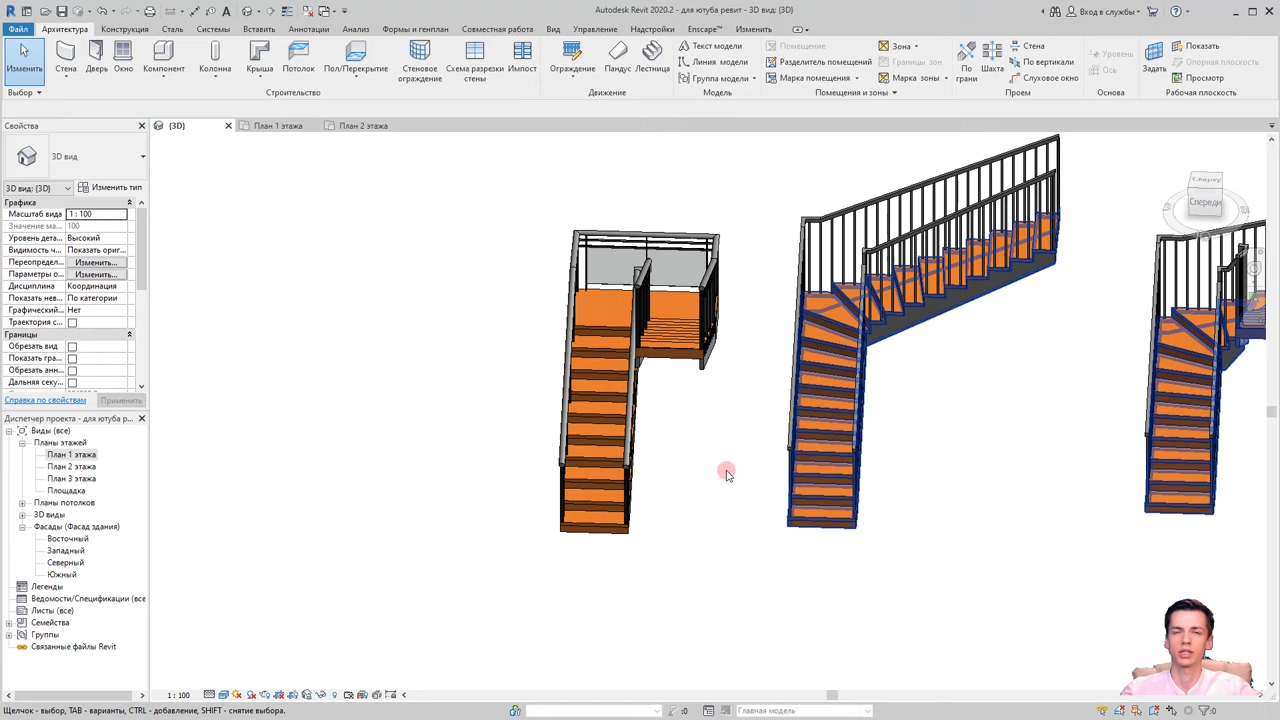 Autodesk Revit 2020.2 - для ютуба ревит - 3D вид: {3D}
Вход в службы
Файл Архитектура Конструкция Сталь Системы Вставить Аннотации Анализ Формы и генплан Совместная работа Вид Управление Надстройки Enscape™ Изменить
Изменить
Стена
Дверь
Окно
Компонент
Колонна
Крыша
Потолок
Пол/Перекрытие
Стеновое ограждение
Схема разрезки стены
Импост
Ограждение
Пандус
Лестница
Текст модели
Линия модели
Группа модели
Помещение
Разделитель помещений
Марка помещения
Зона
Границы зон
Марка зоны
По грани
Шахта
Стена
По вертикали
Слуховое окно
Уровень
Ось
Задать
Показать
Опорная плоскость
Просмотр
Выбор
Строительство
Движение
Модель
Помещения и зоны
Проем
Основа
Рабочая плоскость
Свойства
{3D}
План 1 этажа
План 2 этажа
3D вид
3D вид: {3D}
Изменить тип
Графика
Масштаб вида 1 : 100
Значение ма... 100
Уровень дета... Высокий
Видимость ч... Показать ориг...
Переопредел... Изменить...
Параметры о... Изменить...
Дисциплина Координация
Показать нев... По категории
Графический... Нет
Траектория с...
Границы
Обрезать вид
Показать гра...
Обрезать анн...
Дальняя секу...
Справка по свойствам
Применить
Диспетчер проекта - для ютуба р...
Виды (все)
Планы этажей
План 1 этажа
План 2 этажа
План 3 этажа
Площадка
Планы потолков
3D виды
Фасады (Фасад здания)
Восточный
Западный
Северный
Южный
Легенды
Ведомости/Спецификации (все
Листы (все)
Семейства
Группы
Связанные файлы Revit
Спереди
1 : 100
Щелчок - выбор, TAB - варианты, CTRL - добавление, SHIFT - снятие выбора.
:0
Главная модель
:0